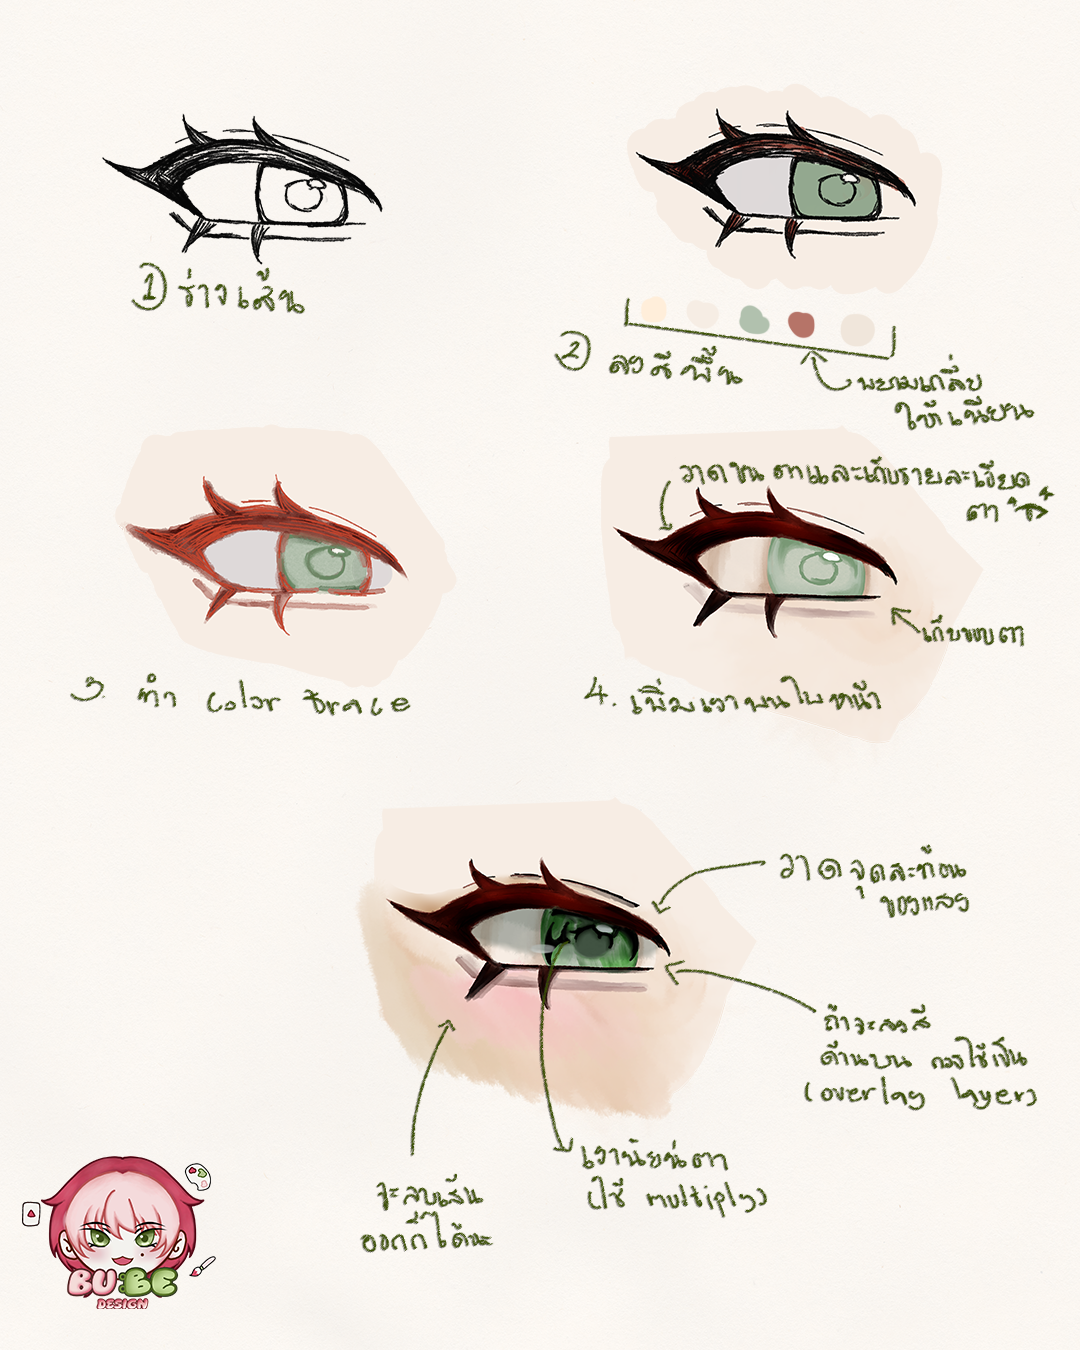 ① ร่างเส้น
② ลงสีพื้น
พยามเกลี่ย
ให้เนียน
3. ทำ color trace
วาดขนตาและเก็บรายละเอียด
ตา
เก็บขอบตา
4. เพิ่มเงาบนใบหน้า
วาดจุดสะท้อน
ของแสง
ถ้าจะลงสี
ด้านบน ควรใช้เป็น
(overlay layer)
เงานัยน์ตา
(ใช้ multiply)
จะลบเส้น
ออกก็ได้นะ
BU:BE
DESIGN